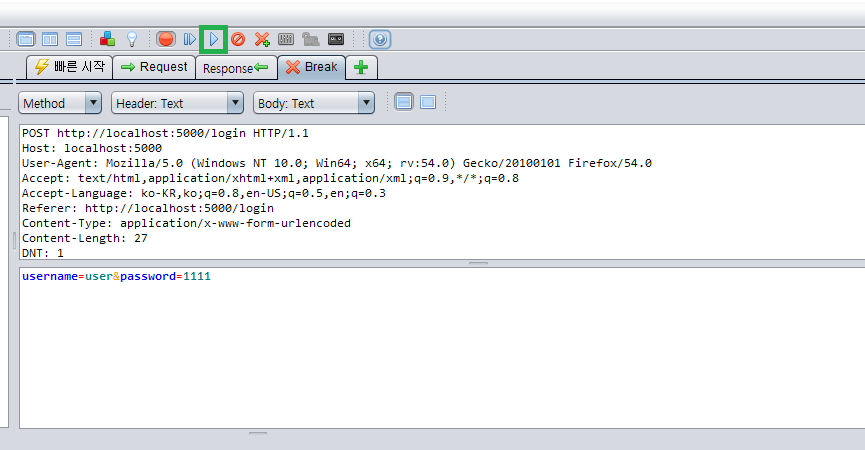 빠른 시작 Request Response Break
Method Header: Text Body: Text
POST http://localhost:5000/login HTTP/1.1
Host: localhost:5000
User-Agent: Mozilla/5.0 (Windows NT 10.0; Win64; x64; rv:54.0) Gecko/20100101 Firefox/54.0
Accept: text/html,application/xhtml+xml,application/xml;q=0.9,*/*;q=0.8
Accept-Language: ko-KR,ko;q=0.8,en-US;q=0.5,en;q=0.3
Referer: http://localhost:5000/login
Content-Type: application/x-www-form-urlencoded
Content-Length: 27
DNT: 1
username=user&password=1111